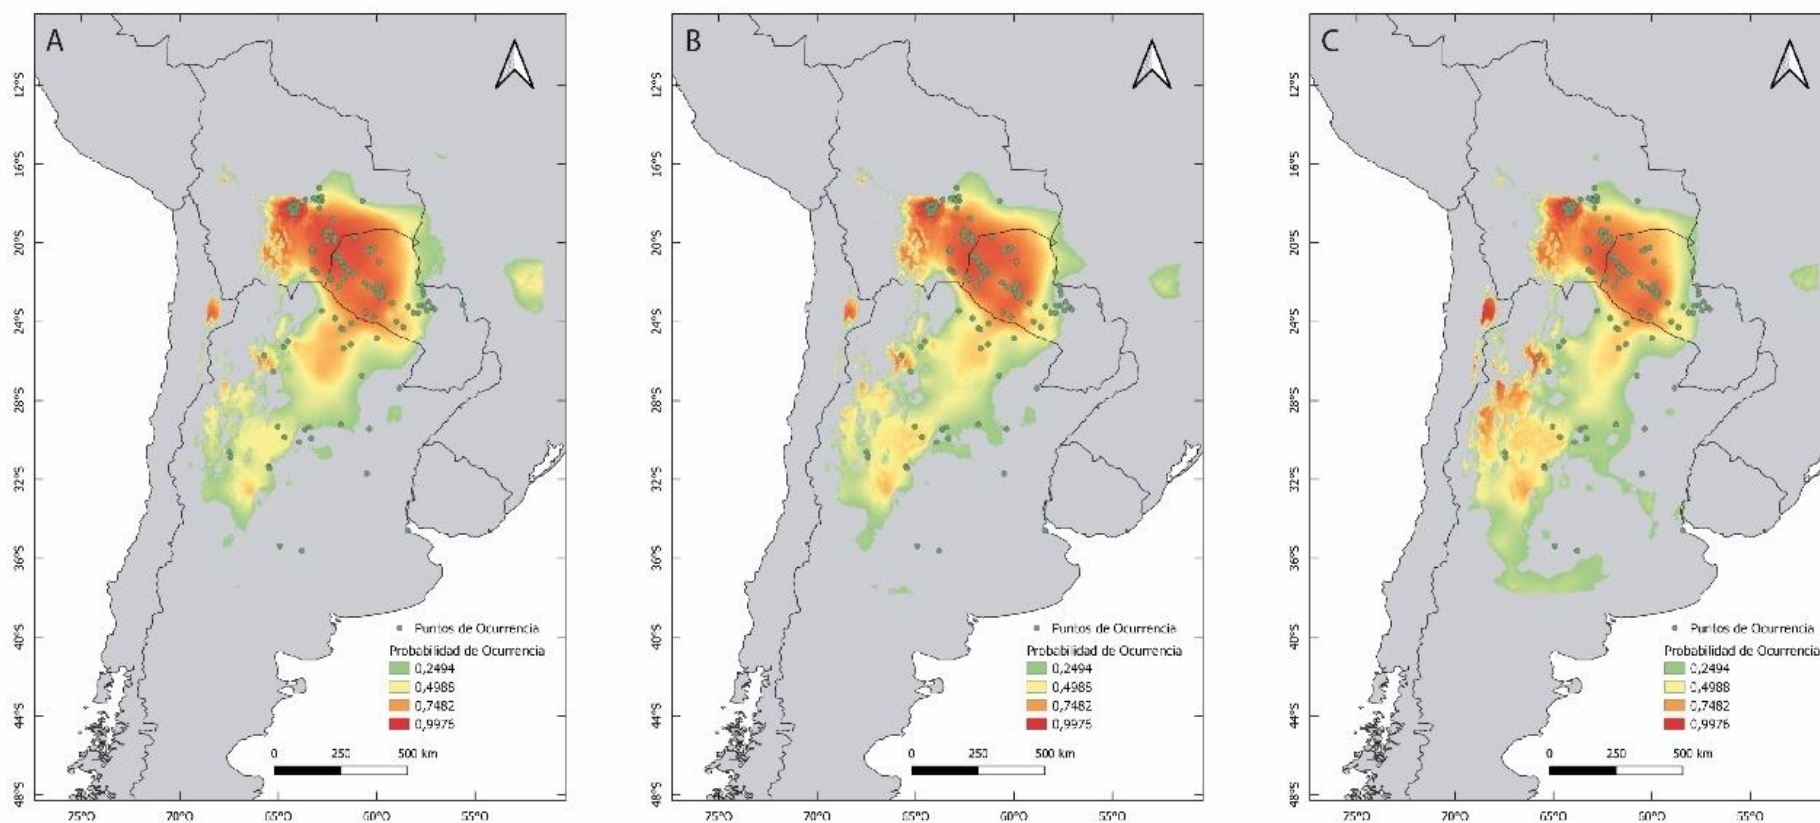 A
12°S
16°S
20°S
24°S
28°S
32°S
36°S
40°S
44°S
48°S
75°O
70°O
65°O
60°O
55°O
Puntos de Ocurrencia
Probabilidad de Ocurrencia
0,2494
0,4988
0,7482
0,9976
0 250 500 km
B
12°S
16°S
20°S
24°S
28°S
32°S
36°S
40°S
44°S
48°S
75°O
70°O
65°O
60°O
55°O
Puntos de Ocurrencia
Probabilidad de Ocurrencia
0,2494
0,4988
0,7482
0,9976
0 250 500 km
C
12°S
16°S
20°S
24°S
28°S
32°S
36°S
40°S
44°S
48°S
75°O
70°O
65°O
60°O
55°O
Puntos de Ocurrencia
Probabilidad de Ocurrencia
0,2494
0,4988
0,7482
0,9976
0 250 500 km